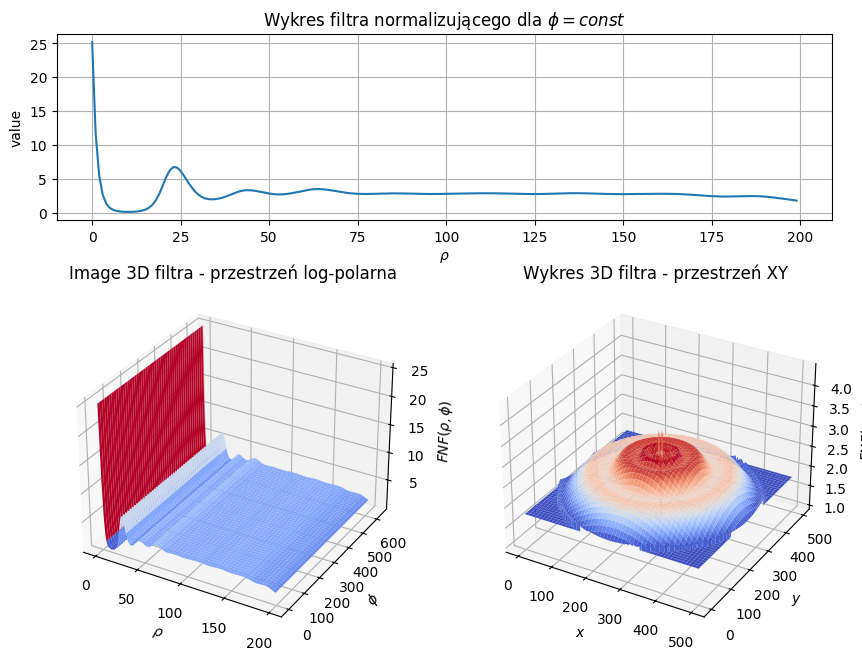 Wykres filtra normalizującego dla ϕ = const
25
20
15
10
5
0
value
0 25 50 75 100 125 150 175 200
ρ
Image 3D filtra - przestrzeń log-polarna
25
20
15
10
5
FNF(ρ, ϕ)
0 50 100 150 200
ρ
0 100 200 300 400 500 600
ϕ
Wykres 3D filtra - przestrzeń XY
4.0
3.5
3.0
2.5
2.0
1.5
1.0
0 100 200 300 400 500
x
0 100 200 300 400 500
y